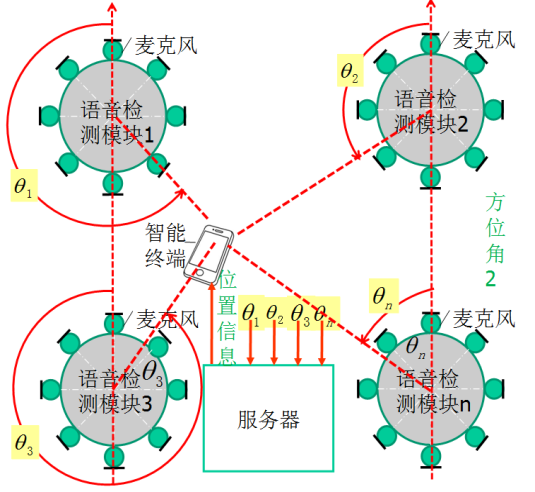 麦克风
麦克风
θ2
语音检
测模块1
语音检
测模块2
θ1
θ1
智能
终端
方
位
角
2
位
置
信
息
θn
θ1 θ2 θ3 θn
麦克风
麦克风
θn
语音检
测模块3
θ3
语音检
测模块n
θ3
服务器